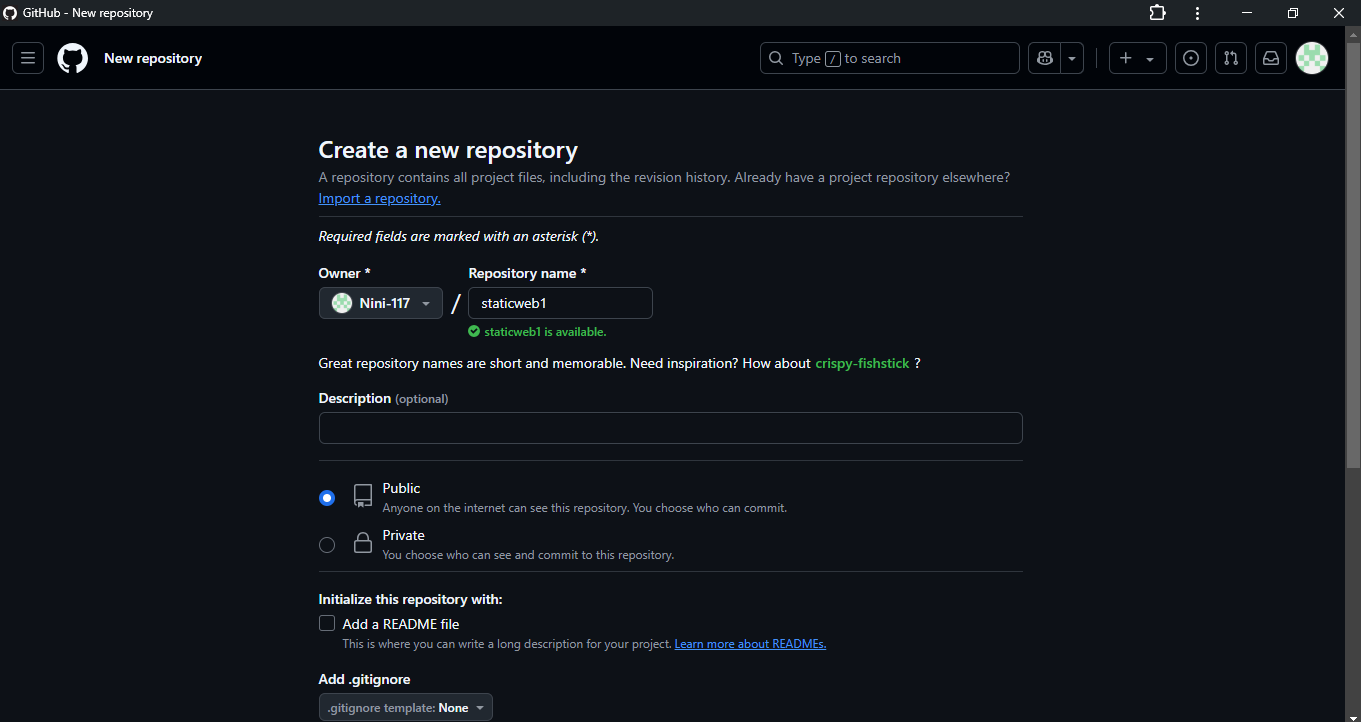 GitHub - New repository
New repository
Type / to search
Create a new repository
A repository contains all project files, including the revision history. Already have a project repository elsewhere?
Import a repository.
Required fields are marked with an asterisk (*).
Owner * Repository name *
Nini-117 / staticweb1
staticweb1 is available.
Great repository names are short and memorable. Need inspiration? How about crispy-fishstick ?
Description (optional)
Public
Anyone on the internet can see this repository. You choose who can commit.
Private
You choose who can see and commit to this repository.
Initialize this repository with:
Add a README file
This is where you can write a long description for your project. Learn more about READMEs.
Add .gitignore
.gitignore template: None